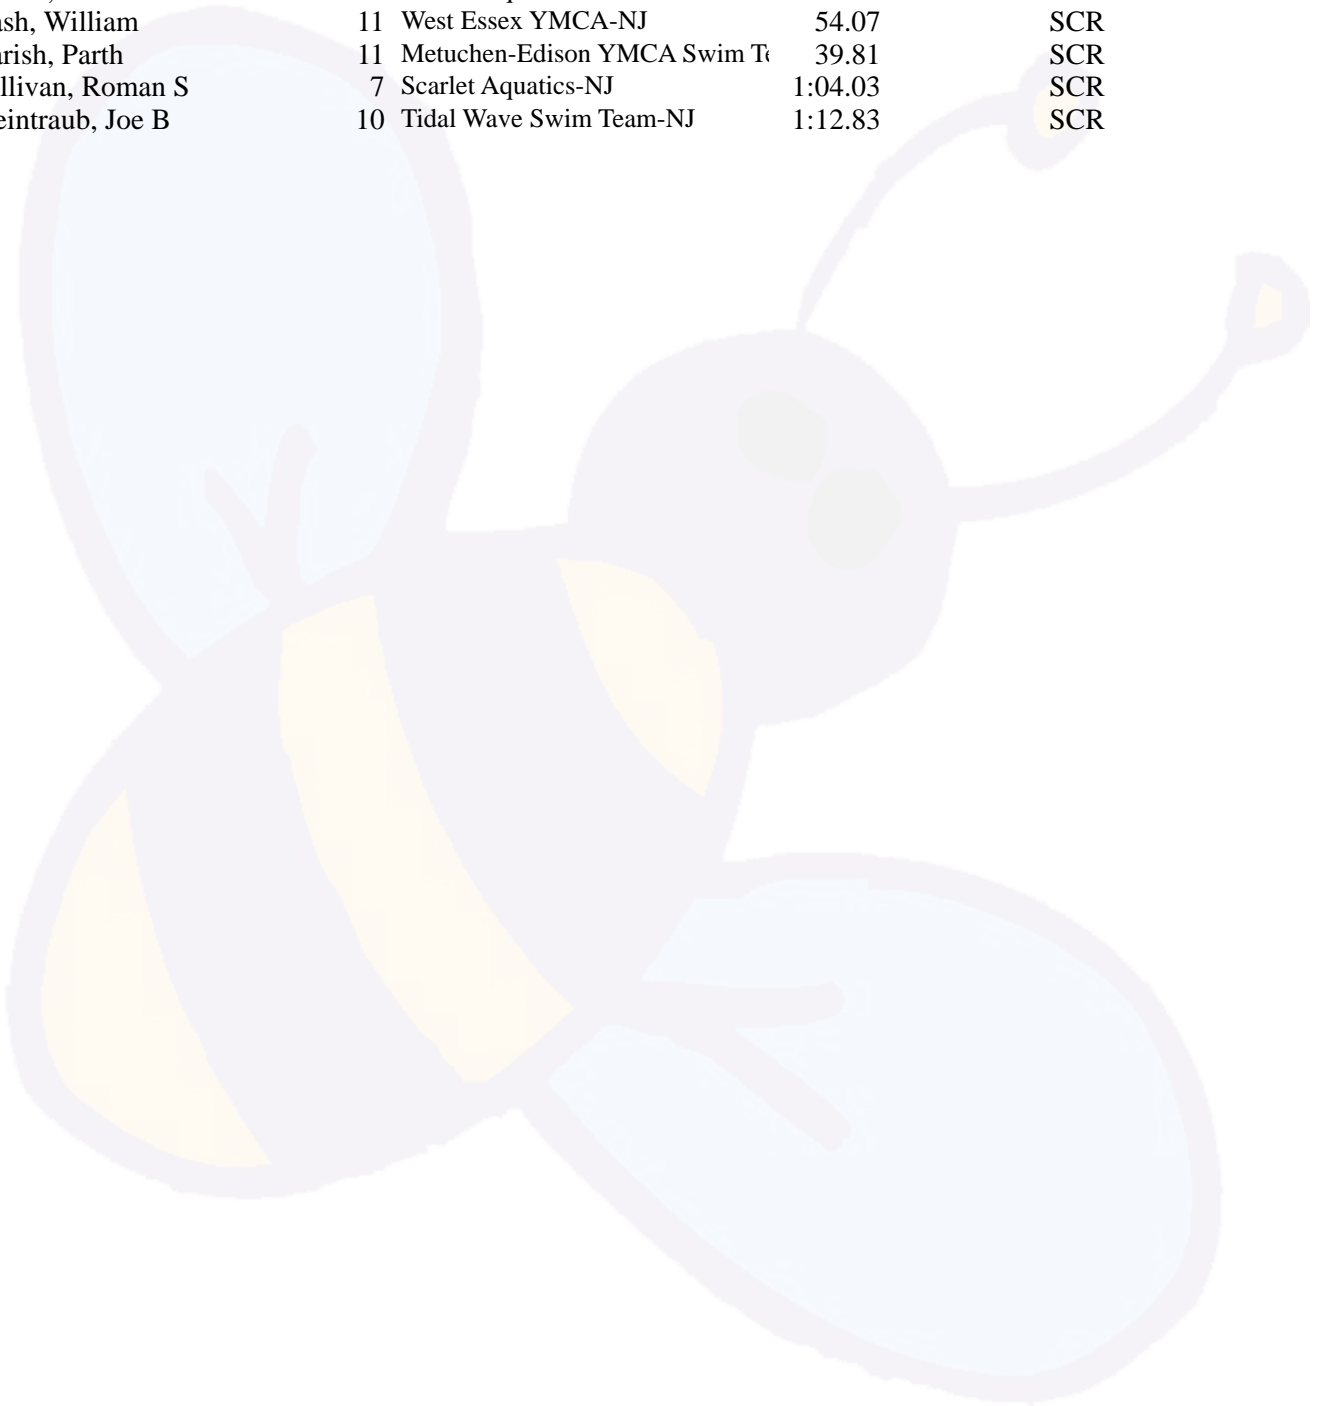 ash, William 11 West Essex YMCA-NJ 54.07 SCR
arish, Parth 11 Metuchen-Edison YMCA Swim Te 39.81 SCR
llivan, Roman S 7 Scarlet Aquatics-NJ 1:04.03 SCR
eintraub, Joe B 10 Tidal Wave Swim Team-NJ 1:12.83 SCR